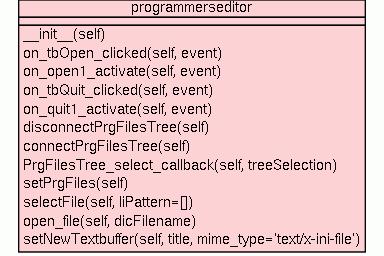 programmerseditor
__init__(self)
on_tbOpen_clicked(self, event)
on_open1_activate(self, event)
on_tbQuit_clicked(self, event)
on_quit1_activate(self, event)
disconnectPrgFilesTree(self)
connectPrgFilesTree(self)
PrgFilesTree_select_callback(self, treeSelection)
setPrgFiles(self)
selectFile(self, liPattern=[])
open_file(self, dicFilename)
setNewTextbuffer(self, title, mime_type='text/x-ini-file')